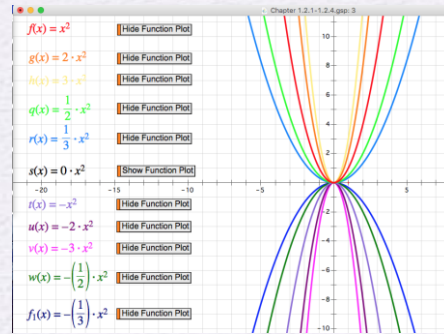 Chapter 1.2.1-1.2.4.gsp: 3
f(x) = x²
Hide Function Plot
g(x) = 2 · x²
Hide Function Plot
h(x) = 3 · x²
Hide Function Plot
q(x) = 1/2 · x²
Hide Function Plot
r(x) = 1/3 · x²
Hide Function Plot
s(x) = 0 · x²
Show Function Plot
t(x) = −x²
Hide Function Plot
u(x) = −2 · x²
Hide Function Plot
v(x) = −3 · x²
Hide Function Plot
w(x) = −(1/2) · x²
Hide Function Plot
f₁(x) = −(1/3) · x²
Hide Function Plot
10
8
6
4
2
-20 -15 -10 -5 5
-2
-4
-6
-8
-10